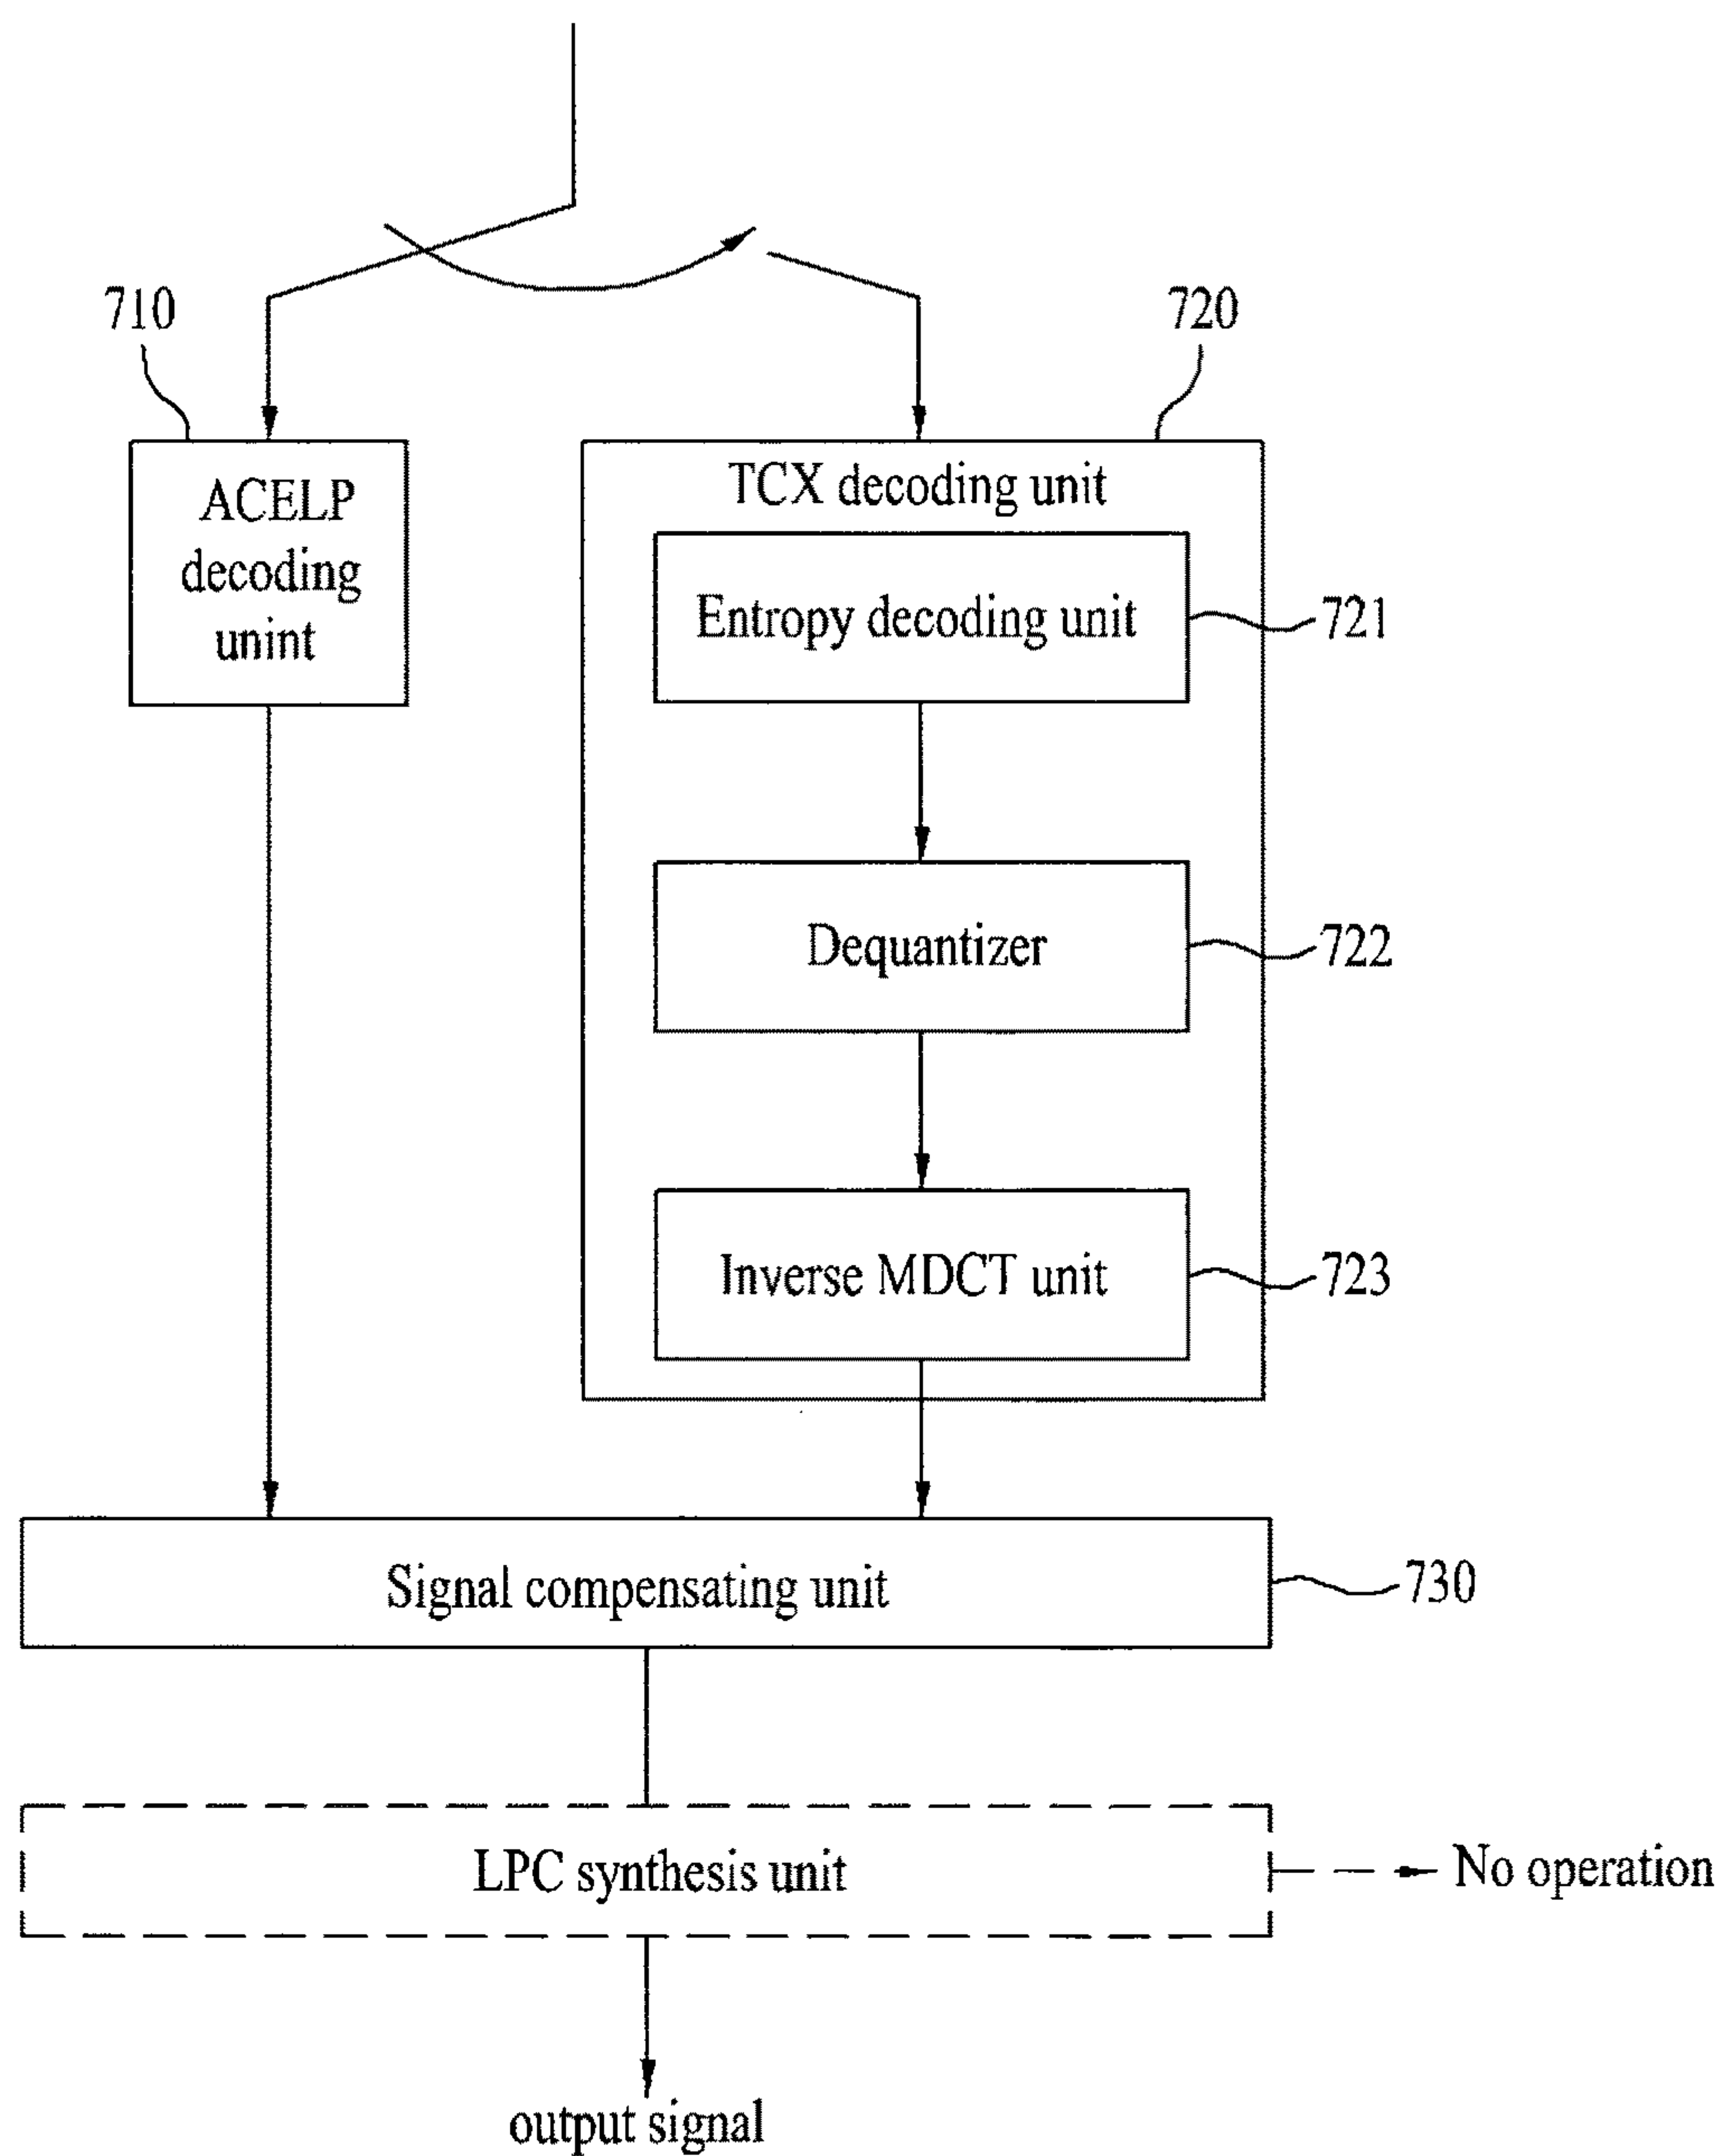 710
720
ACELP
decoding
unint
TCX decoding unit
Entropy decoding unit
721
Dequantizer
722
Inverse MDCT unit
723
Signal compensating unit
730
LPC synthesis unit
No operation
output signal